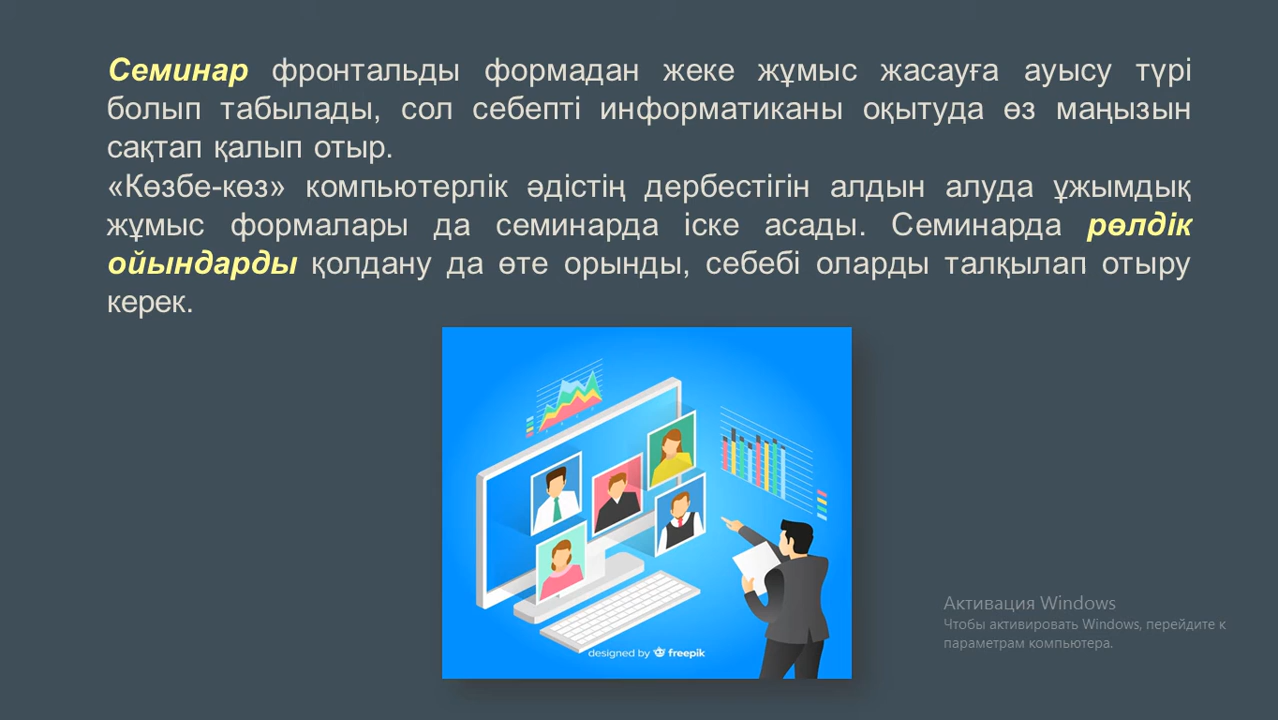 Семинар фронтальды формадан жеке жұмыс жасауға ауысу түрі
болып табылады, сол себепті информатиканы оқытуда өз маңызын
сақтап қалып отыр.
«Көзбе-көз» компьютерлік әдістің дербестігін алдын алуда ұжымдық
жұмыс формалары да семинарда іске асады. Семинарда рөлдік
ойындарды қолдану да өте орынды, себебі оларды талқылап отыру
керек.
designed by freepik
Активация Windows
Чтобы активировать Windows, перейдите к
параметрам компьютера.